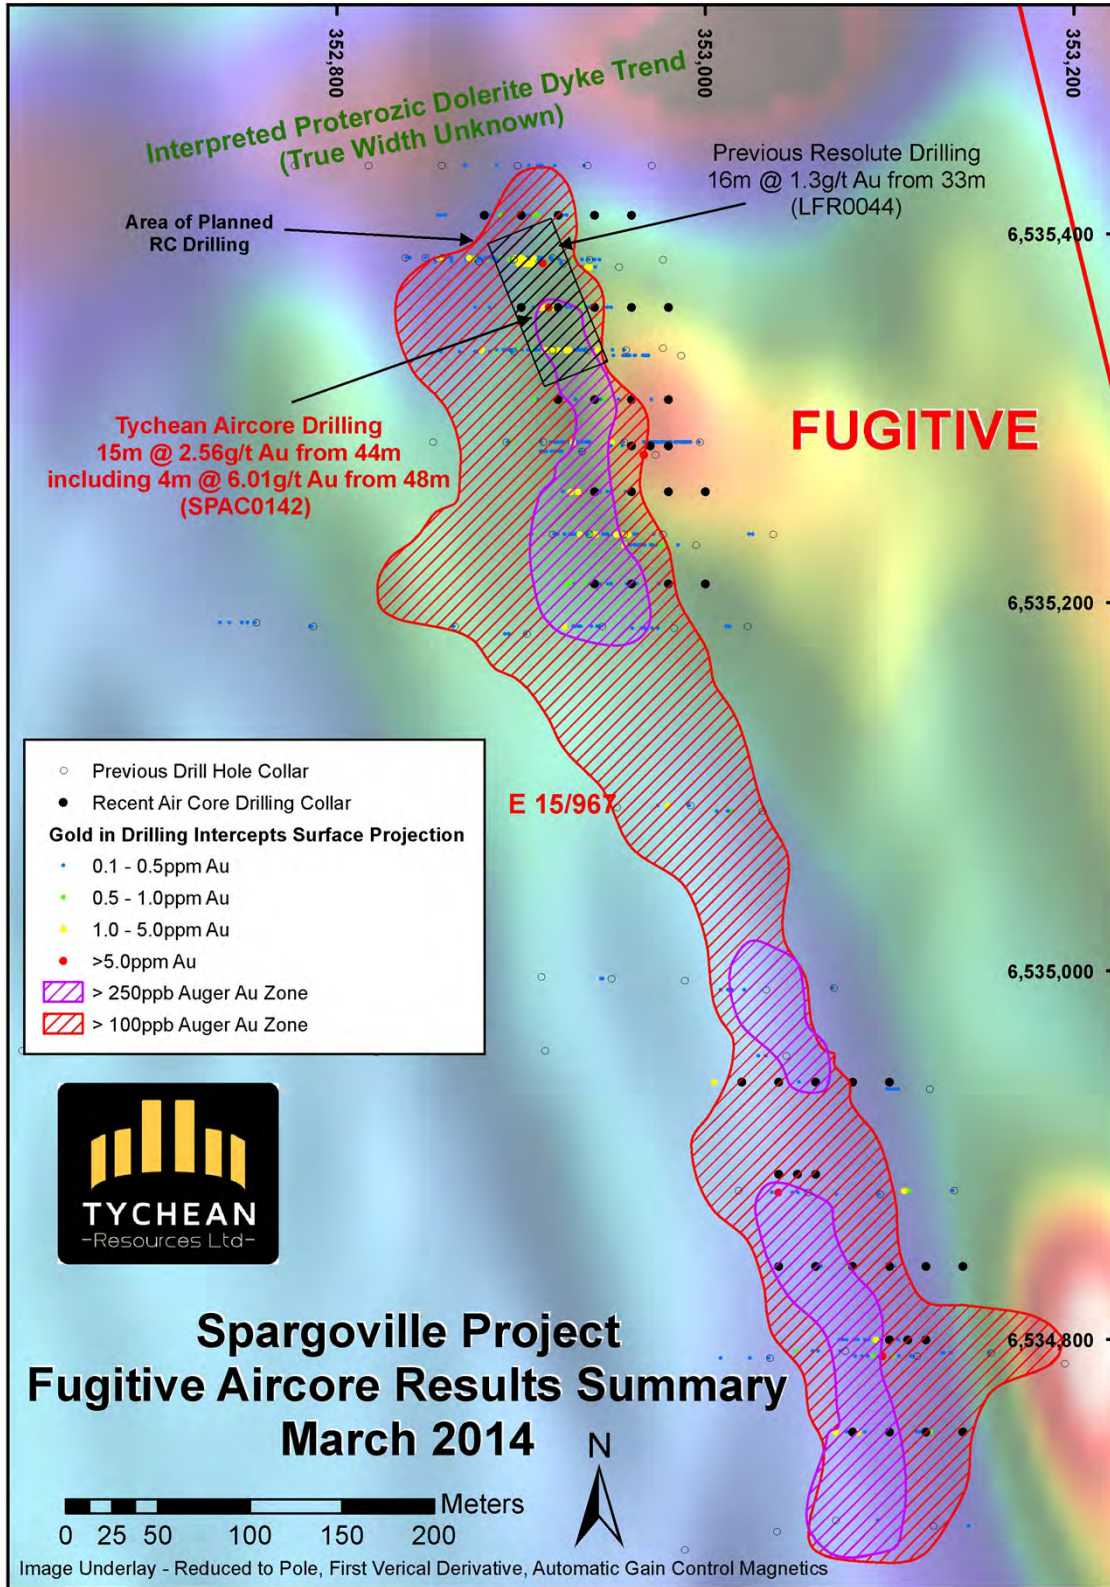 352,800
353,000
353,200
Interpreted Proterozic Dolerite Dyke Trend
(True Width Unknown)
Previous Resolute Drilling
16m @ 1.3g/t Au from 33m
(LFR0044)
Area of Planned
RC Drilling
6,535,400
Tychean Aircore Drilling
15m @ 2.56g/t Au from 44m
including 4m @ 6.01g/t Au from 48m
(SPAC0142)
FUGITIVE
6,535,200
Previous Drill Hole Collar
Recent Air Core Drilling Collar
Gold in Drilling Intercepts Surface Projection
0.1 - 0.5ppm Au
0.5 - 1.0ppm Au
1.0 - 5.0ppm Au
>5.0ppm Au
> 250ppb Auger Au Zone
> 100ppb Auger Au Zone
E 15/967
6,535,000
TYCHEAN
-Resources Ltd-
6,534,800
Spargoville Project
Fugitive Aircore Results Summary
March 2014
N
Meters
0 25 50 100 150 200
Image Underlay - Reduced to Pole, First Verical Derivative, Automatic Gain Control Magnetics